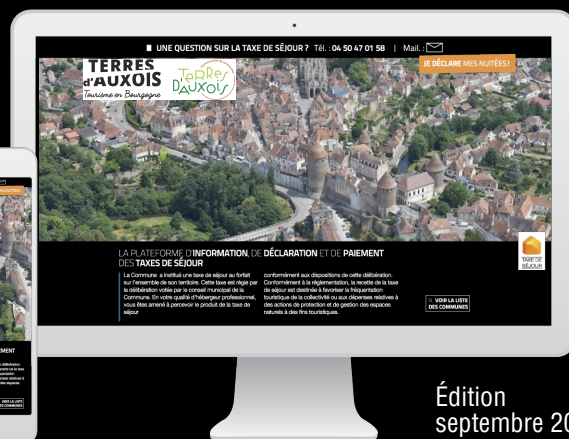 UNE QUESTION SUR LA TAXE DE SÉJOUR ? Tél. : 04 50 47 01 58 | Mail. :
JE DÉCLARE MES NUITÉES !
TERRES
d'AUXOIS
Tourisme en Bourgogne
TERRES
D'AUXOIS
LA PLATEFORME D'INFORMATION, DE DÉCLARATION ET DE PAIEMENT
DES TAXES DE SÉJOUR
La Commune a institué une taxe de séjour au forfait
sur l'ensemble de son territoire. Cette taxe est régie par
la délibération votée par le conseil municipal de la
Commune. En votre qualité d'hébergeur professionnel,
vous êtes amené à percevoir le produit de la taxe de
séjour
conformément aux dispositions de cette délibération.
Conformément à la réglementation, la recette de la taxe
de séjour est destinée à favoriser la fréquentation
touristique de la collectivité ou aux dépenses relatives à
des actions de protection et de gestion des espaces
naturels à des fins touristiques.
TAXE DE
SÉJOUR
VOIR LA LISTE
DES COMMUNES
VOIR LA LISTE
DES COMMUNES
Édition
septembre 20